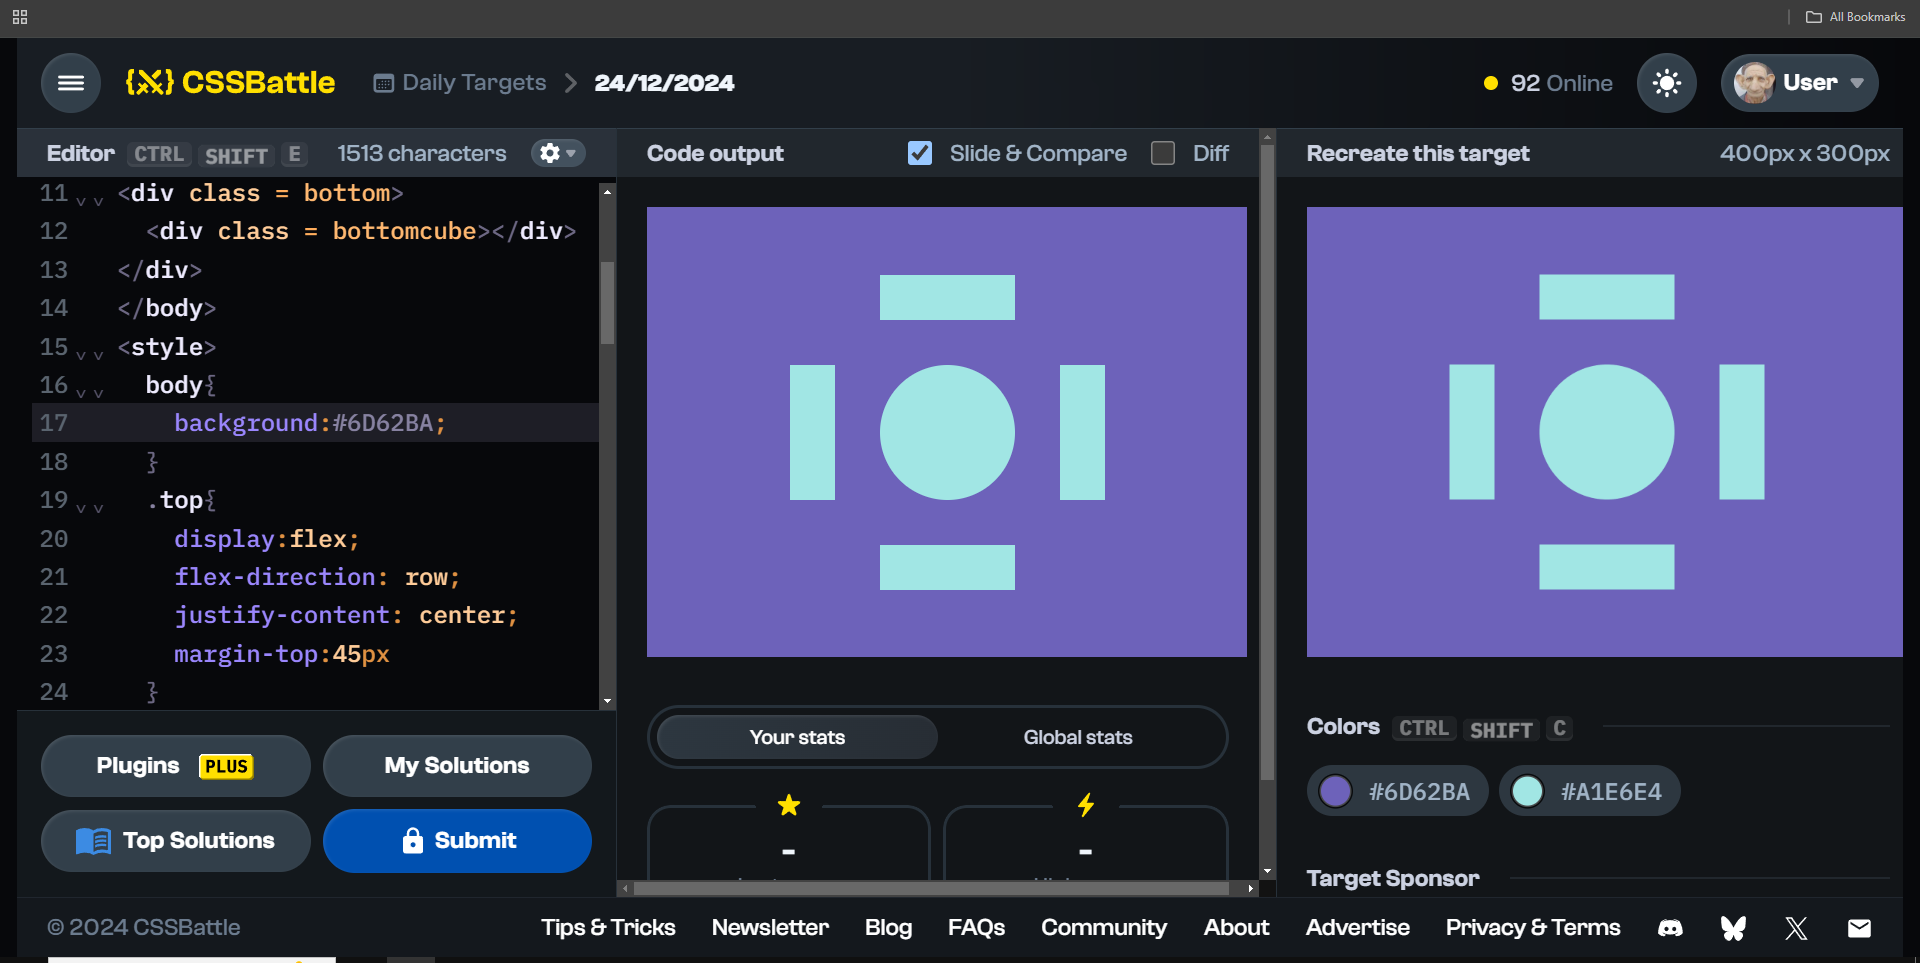 All Bookmarks
CSSBattle
Daily Targets
24/12/2024
92 Online
User
Editor CTRL SHIFT E 1513 characters
11 <div class = bottom>
12 <div class = bottomcube></div>
13 </div>
14 </body>
15 <style>
16 body{
17 background:#6D62BA;
18 }
19 .top{
20 display:flex;
21 flex-direction: row;
22 justify-content: center;
23 margin-top:45px
24 }
Plugins PLUS
My Solutions
Top Solutions
Submit
Code output
Slide & Compare
Diff
Your stats
Global stats
-
-
Recreate this target
400px x 300px
Colors CTRL SHIFT C
#6D62BA
#A1E6E4
Target Sponsor
© 2024 CSSBattle
Tips & Tricks
Newsletter
Blog
FAQs
Community
About
Advertise
Privacy & Terms